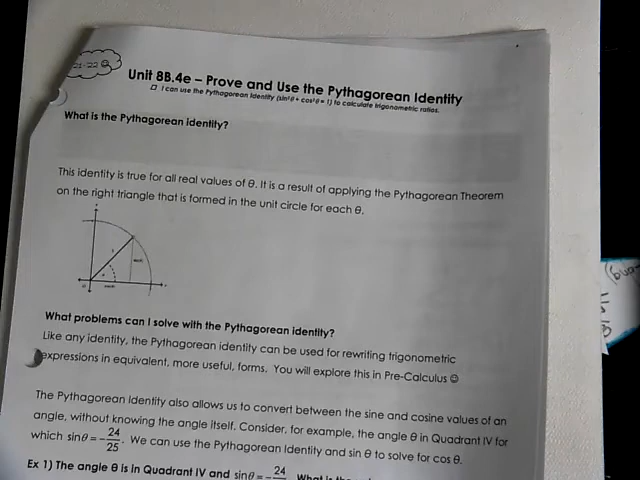 21-22 ☺
Unit 8B.4e – Prove and Use the Pythagorean Identity
☐ I can use the Pythagorean Identity (sin²θ + cos²θ = 1) to calculate trigonometric ratios.
What is the Pythagorean identity?
This identity is true for all real values of θ. It is a result of applying the Pythagorean Theorem
on the right triangle that is formed in the unit circle for each θ.
What problems can I solve with the Pythagorean identity?
Like any identity, the Pythagorean identity can be used for rewriting trigonometric
expressions in equivalent, more useful, forms. You will explore this in Pre-Calculus ☺
The Pythagorean Identity also allows us to convert between the sine and cosine values of an
angle, without knowing the angle itself. Consider, for example, the angle θ in Quadrant IV for
which sinθ = -24/25. We can use the Pythagorean Identity and sin θ to solve for cos θ.
Ex 1) The angle θ is in Quadrant IV and sinθ = -24